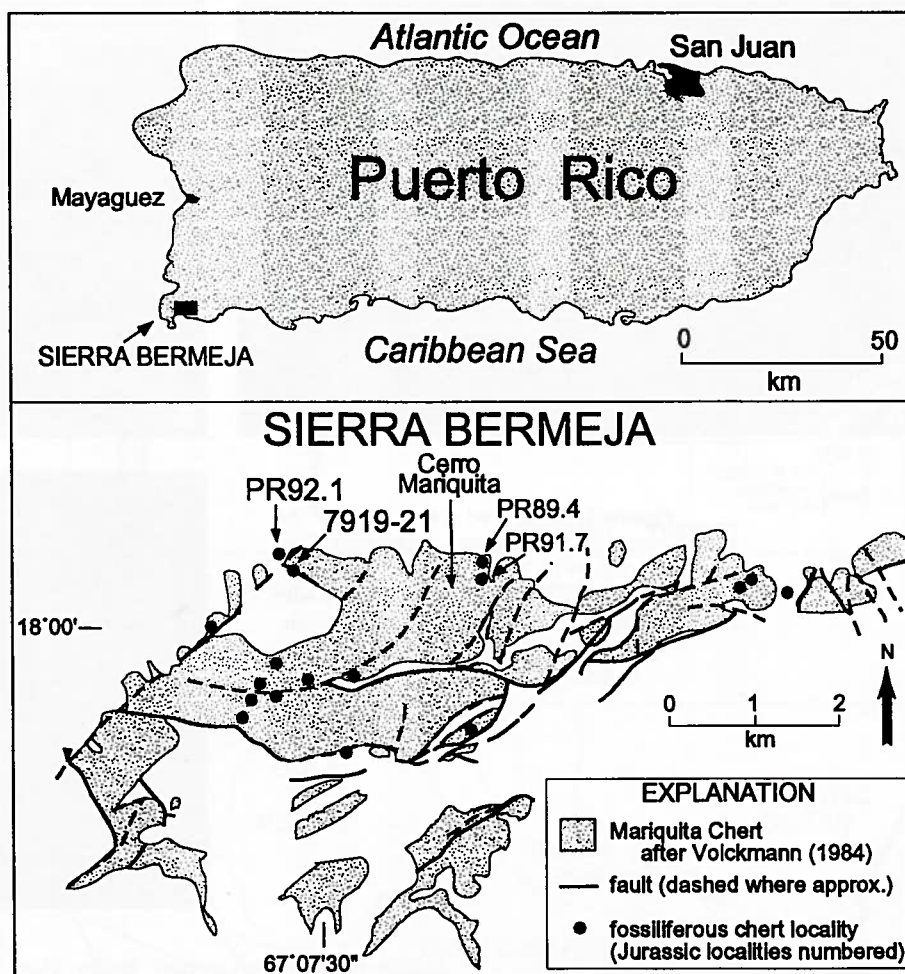 Atlantic Ocean
San Juan
Puerto Rico
Mayaguez
SIERRA BERMEJA
Caribbean Sea
0 50
km
SIERRA BERMEJA
Cerro
Mariquita
PR92.1
7919-21
PR89.4
PR91.7
18°00'
N
0 1 2
km
67°07'30"
EXPLANATION
Mariquita Chert
after Volckmann (1984)
fault (dashed where approx.)
fossiliferous chert locality
(Jurassic localities numbered)